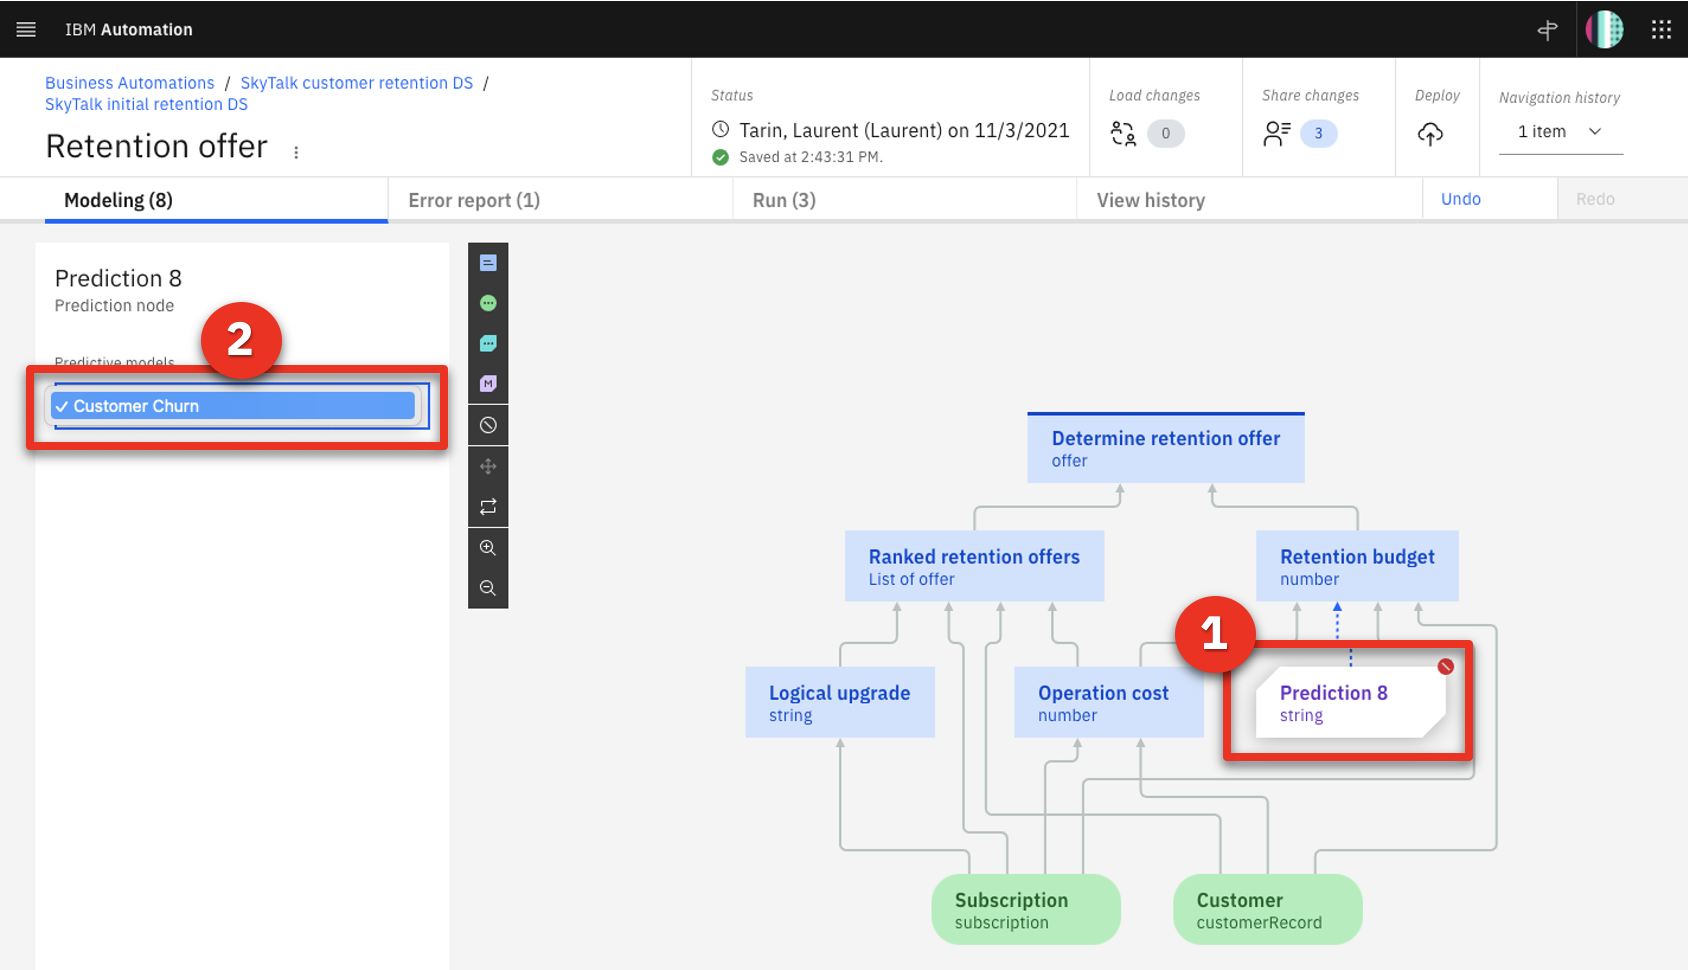 IBM Automation
Business Automations / SkyTalk customer retention DS /
SkyTalk initial retention DS
Retention offer
Status
Tarin, Laurent (Laurent) on 11/3/2021
Saved at 2:43:31 PM.
Load changes
0
Share changes
3
Deploy
Navigation history
1 item
Modeling (8)
Error report (1)
Run (3)
View history
Undo
Redo
Prediction 8
Prediction node
2
Predictive models
✓ Customer Churn
M
Determine retention offer
offer
Ranked retention offers
List of offer
Retention budget
number
1
Logical upgrade
string
Operation cost
number
Prediction 8
string
Subscription
subscription
Customer
customerRecord